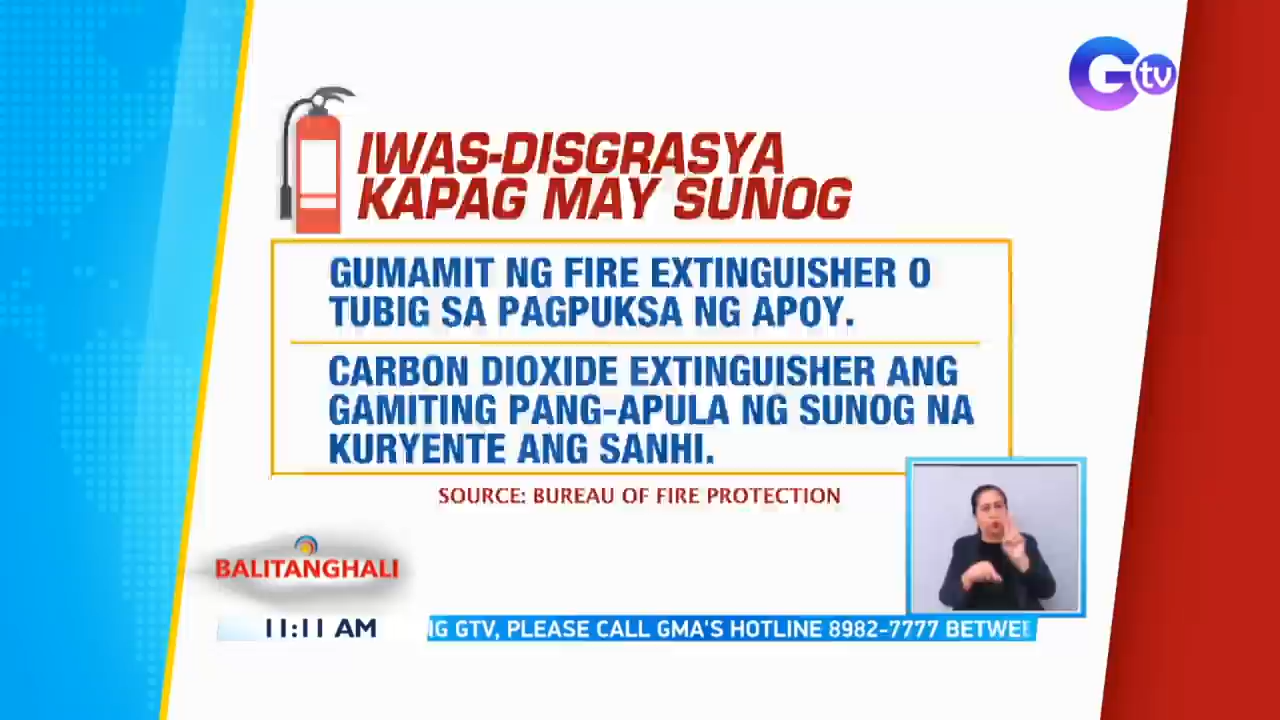 Gtv
IWAS-DISGRASYA
KAPAG MAY SUNOG
GUMAMIT NG FIRE EXTINGUISHER O
TUBIG SA PAGPUKSA NG APOY.
CARBON DIOXIDE EXTINGUISHER ANG
GAMITING PANG-APULA NG SUNOG NA
KURYENTE ANG SANHI.
SOURCE: BUREAU OF FIRE PROTECTION
BALITANGHALI
11:11 AM
GTV, PLEASE CALL GMA'S HOTLINE 8982-7777